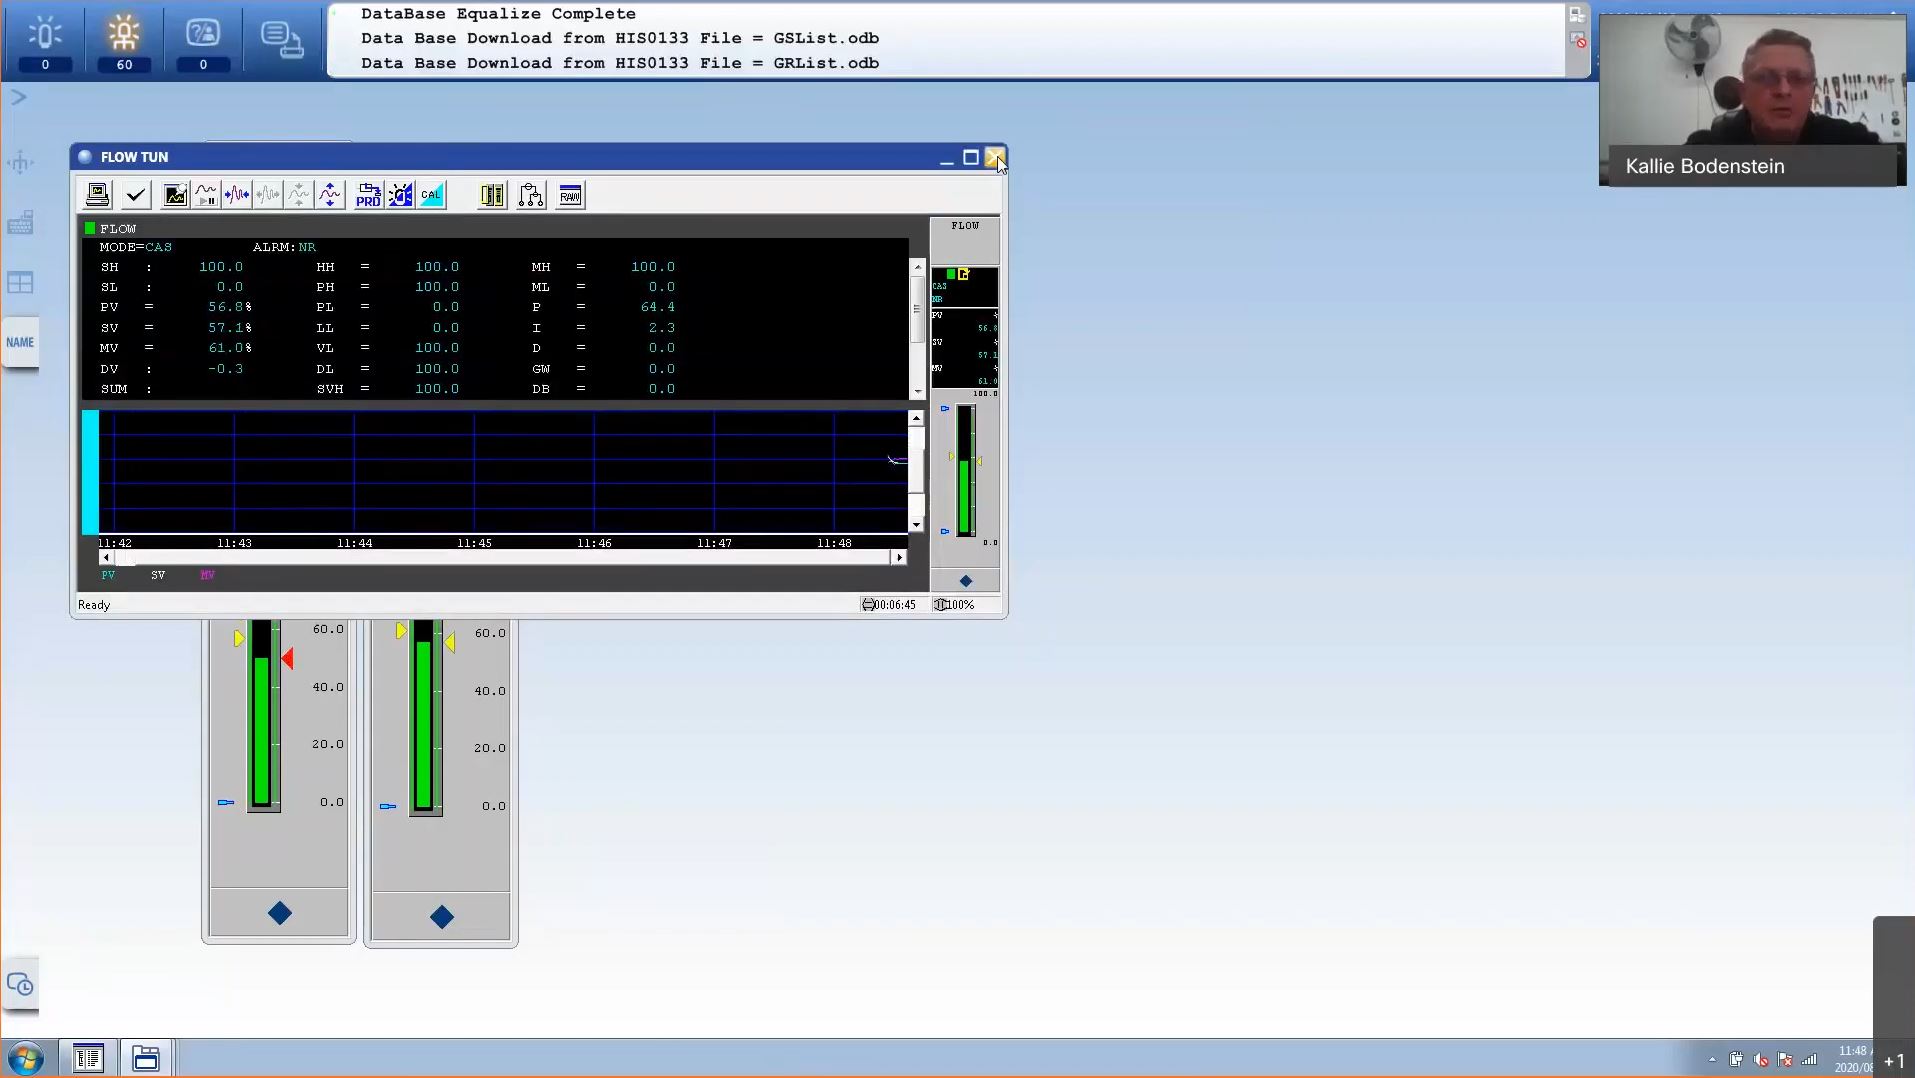 DataBase Equalize Complete
Data Base Download from HIS0133 File = GSList.odb
Data Base Download from HIS0133 File = GRList.odb
0 60 0
Kallie Bodenstein
NAME
FLOW TUN
PRD CAL RAW
FLOW
MODE=CAS ALRM:NR
SH : 100.0 HH = 100.0 MH = 100.0
SL : 0.0 PH = 100.0 ML = 0.0
PV = 56.8% PL = 0.0 P = 64.4
SV = 57.1% LL = 0.0 I = 2.3
MV = 61.0% VL = 100.0 D = 0.0
DV : -0.3 DL = 100.0 GW = 0.0
SUM : SVH = 100.0 DB = 0.0
11:42 11:43 11:44 11:45 11:46 11:47 11:48
PV SV MV
Ready 00:06:45 100%
FLOW
CAS
NR
PV %
56.8
SV %
57.1
MV %
61.0
100.0
0.0
60.0
40.0
20.0
0.0
60.0
40.0
20.0
0.0
11:48
+1